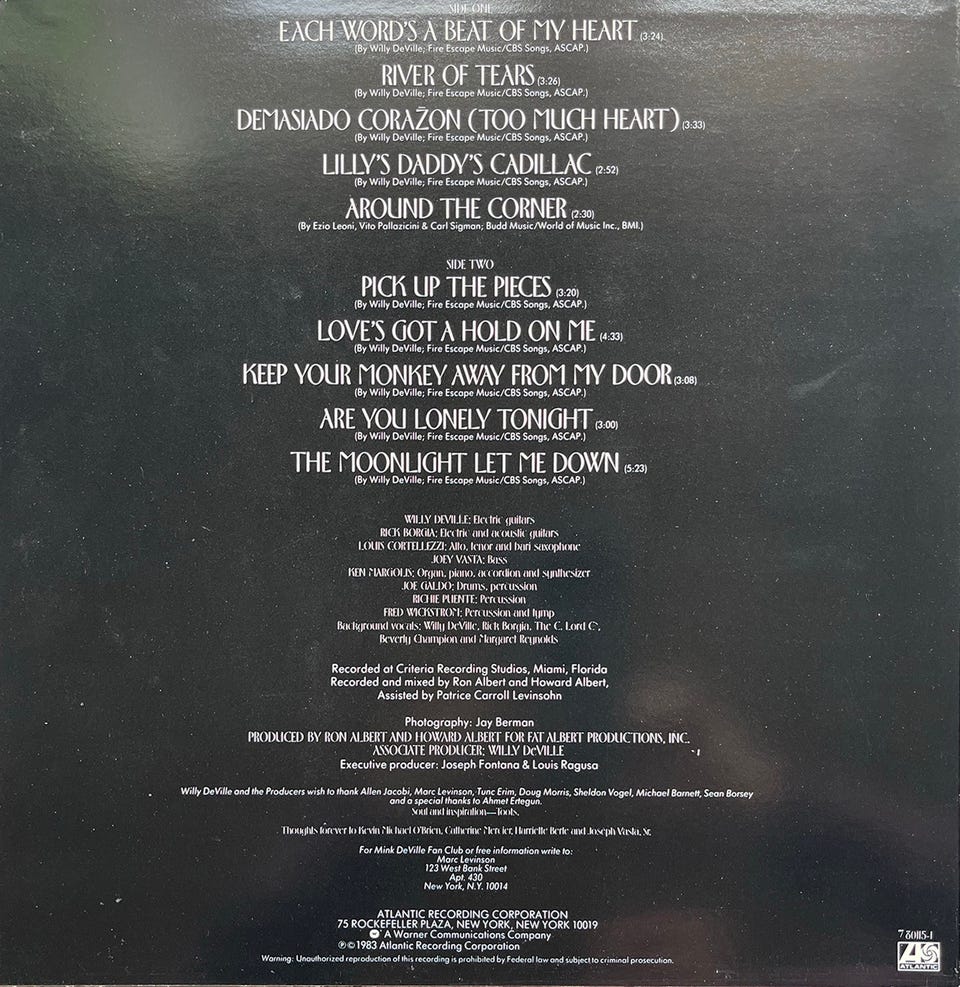 SIDE ONE
EACH WORD'S A BEAT OF MY HEART (3:24)
(By Willy DeVille; Fire Escape Music/CBS Songs, ASCAP.)
RIVER OF TEARS (3:26)
(By Willy DeVille; Fire Escape Music/CBS Songs, ASCAP.)
DEMASIADO CORAZŌN (TOO MUCH HEART) (3:33)
(By Willy DeVille; Fire Escape Music/CBS Songs, ASCAP.)
LILLY'S DADDY'S CADILLAC (2:52)
(By Willy DeVille; Fire Escape Music/CBS Songs, ASCAP.)
AROUND THE CORNER (2:30)
(By Ezio Leoni, Vito Pallazicini & Carl Sigman; Budd Music/World of Music Inc., BMI.)
SIDE TWO
PICK UP THE PIECES (3:20)
(By Willy DeVille; Fire Escape Music/CBS Songs, ASCAP.)
LOVE'S GOT A HOLD ON ME (4:33)
(By Willy DeVille; Fire Escape Music/CBS Songs, ASCAP.)
KEEP YOUR MONKEY AWAY FROM MY DOOR (3:08)
(By Willy DeVille; Fire Escape Music/CBS Songs, ASCAP.)
ARE YOU LONELY TONIGHT (3:00)
(By Willy DeVille; Fire Escape Music/CBS Songs, ASCAP.)
THE MOONLIGHT LET ME DOWN (5:23)
(By Willy DeVille; Fire Escape Music/CBS Songs, ASCAP.)
WILLY DEVILLE: Electric guitars
RICK BORGIA: Electric and acoustic guitars
LOUIS CORTELEZZI: Alto, tenor and bari saxophone
JOEY VASTA: Bass
KEN MARGOLIS: Organ, piano, accordion and synthesizer
JOE GALDO: Drums, percussion
RICHIE PUENTE: Percussion
FRED WICKSTROM: Percussion and tymp
Background vocals: Willy DeVille, Rick Borgia, The C. Lord C's,
Beverly Champion and Margaret Reynolds
Recorded at Criteria Recording Studios, Miami, Florida
Recorded and mixed by Ron Albert and Howard Albert,
Assisted by Patrice Carroll Levinsohn
Photography: Jay Berman
PRODUCED BY RON ALBERT AND HOWARD ALBERT FOR FAT ALBERT PRODUCTIONS, INC.
ASSOCIATE PRODUCER: WILLY DeVILLE
Executive producer: Joseph Fontana & Louis Ragusa
Willy DeVille and the Producers wish to thank Allen Jacobi, Marc Levinson, Tunc Erim, Doug Morris, Sheldon Vogel, Michael Barnett, Sean Borsey
and a special thanks to Ahmet Ertegun.
Soul and inspiration—Toots.
Thoughts forever to Kevin Michael O'Brien, Catherine Mercier, Harriette Berle and Joseph Vasta, Sr.
For Mink DeVille Fan Club or free information write to:
Marc Levinson
123 West Bank Street
Apt. 430
New York, N.Y. 10014
ATLANTIC RECORDING CORPORATION
75 ROCKEFELLER PLAZA, NEW YORK, NEW YORK 10019
A Warner Communications Company
℗©1983 Atlantic Recording Corporation
Warning: Unauthorized reproduction of this recording is prohibited by Federal law and subject to criminal prosecution.
7 80115-1
ATLANTIC